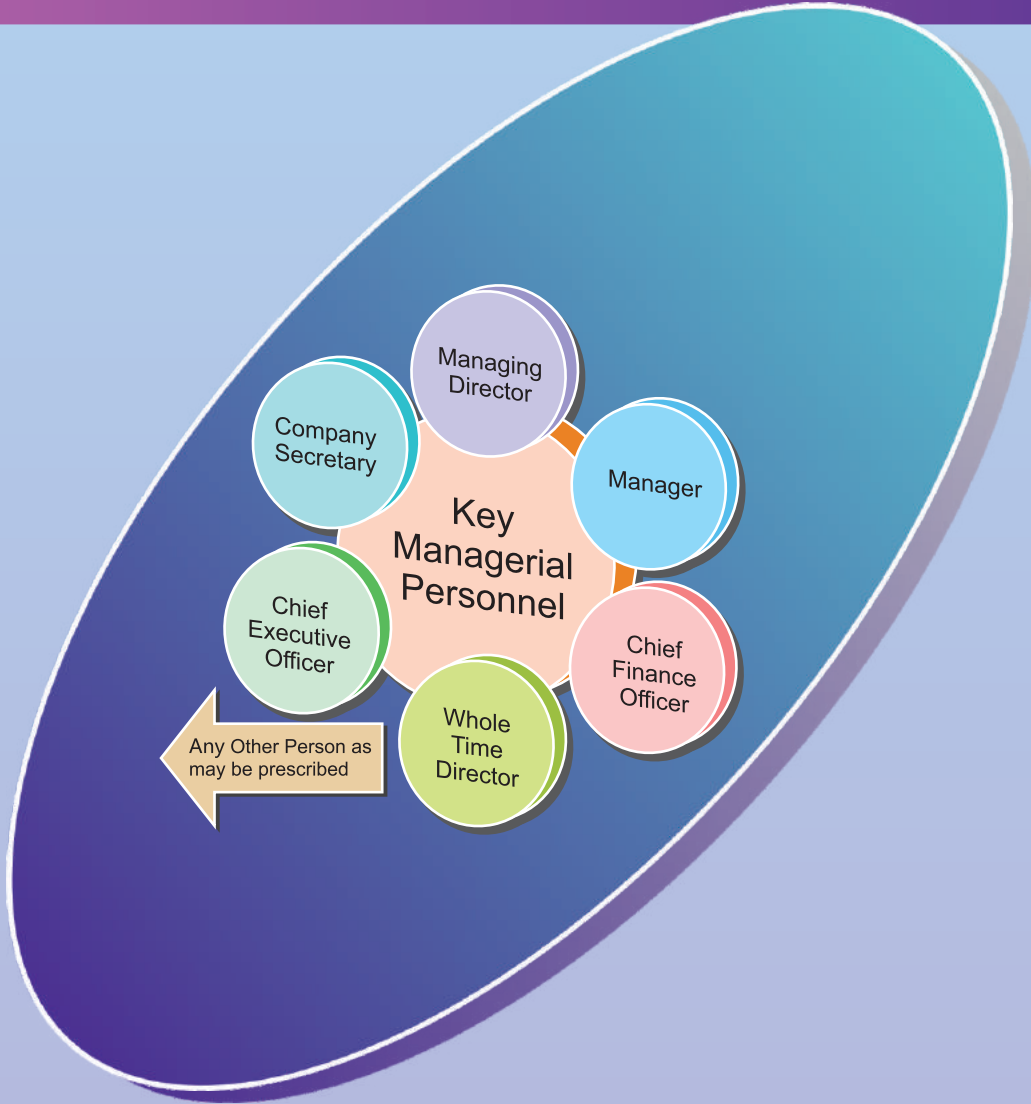 Managing
Director
Company
Secretary
Manager
Key
Managerial
Personnel
Chief
Executive
Officer
Chief
Finance
Officer
Whole
Time
Director
Any Other Person as
may be prescribed